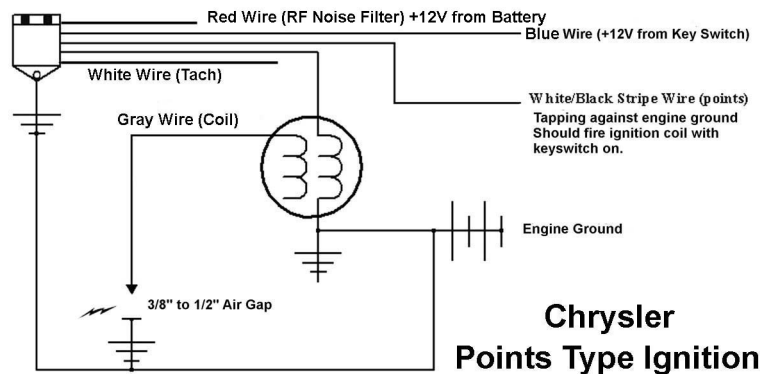 Red Wire (RF Noise Filter) +12V from Battery
Blue Wire (+12V from Key Switch)
White Wire (Tach)
White/Black Stripe Wire (points)
Tapping against engine ground
Should fire ignition coil with
keyswitch on.
Gray Wire (Coil)
Engine Ground
3/8" to 1/2" Air Gap
Chrysler
Points Type Ignition